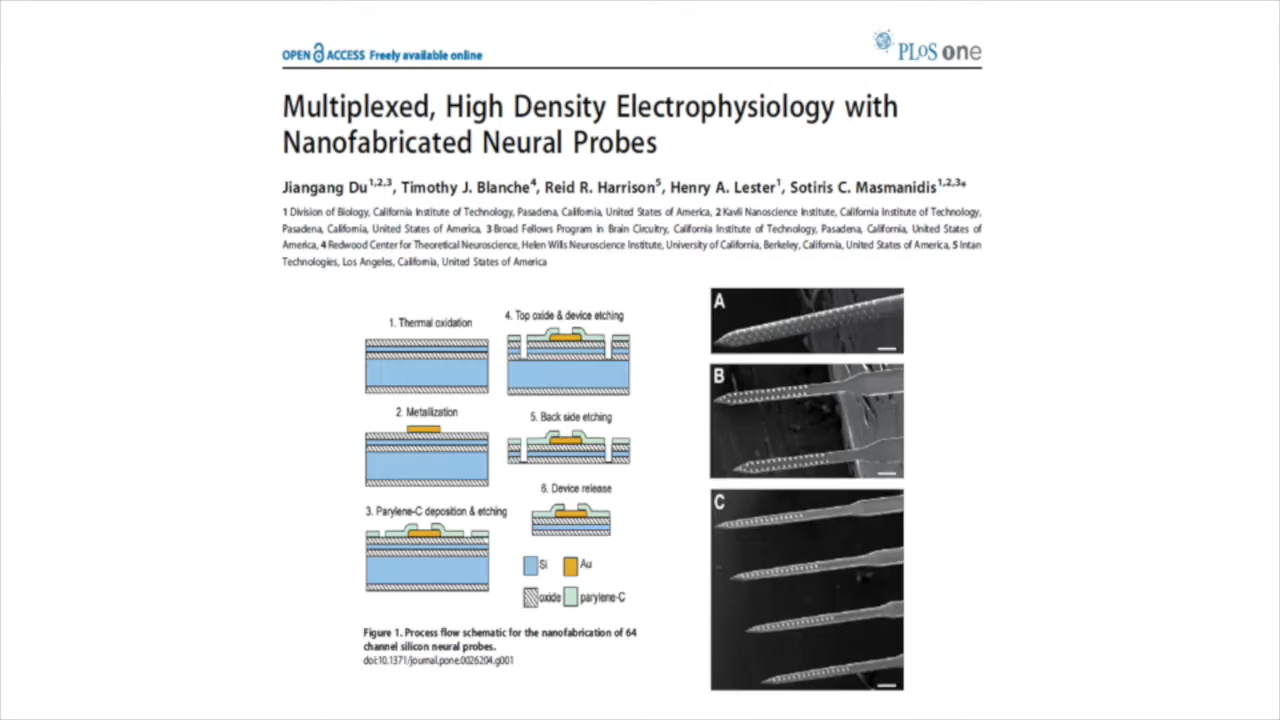 OPEN ACCESS Freely available online
PLoS one
Multiplexed, High Density Electrophysiology with
Nanofabricated Neural Probes
Jiangang Du1,2,3, Timothy J. Blanche4, Reid R. Harrison5, Henry A. Lester1, Sotiris C. Masmanidis1,2,3*
1 Division of Biology, California Institute of Technology, Pasadena, California, United States of America, 2 Kavli Nanoscience Institute, California Institute of Technology,
Pasadena, California, United States of America, 3 Broad Fellows Program in Brain Circuitry, California Institute of Technology, Pasadena, California, United States of
America, 4 Redwood Center for Theoretical Neuroscience, Helen Wills Neuroscience Institute, University of California, Berkeley, California, United States of America, 5 Intan
Technologies, Los Angeles, California, United States of America
1. Thermal oxidation
2. Metallization
3. Parylene-C deposition & etching
4. Top oxide & device etching
5. Back side etching
6. Device release
Si
Au
oxide
parylene-C
Figure 1. Process flow schematic for the nanofabrication of 64
channel silicon neural probes.
doi:10.1371/journal.pone.0026204.g001
A
B
C